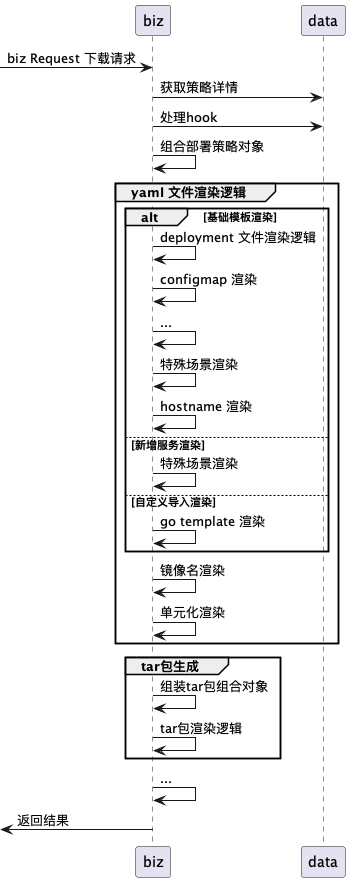 biz
data
biz Request 下载请求
获取策略详情
处理hook
组合部署策略对象
yaml 文件渲染逻辑
alt
[基础模板渲染]
deployment 文件渲染逻辑
configmap 渲染
...
特殊场景渲染
hostname 渲染
[新增服务渲染]
特殊场景渲染
[自定义导入渲染]
go template 渲染
镜像名渲染
单元化渲染
tar包生成
组装tar包组合对象
tar包渲染逻辑
...
返回结果
biz
data